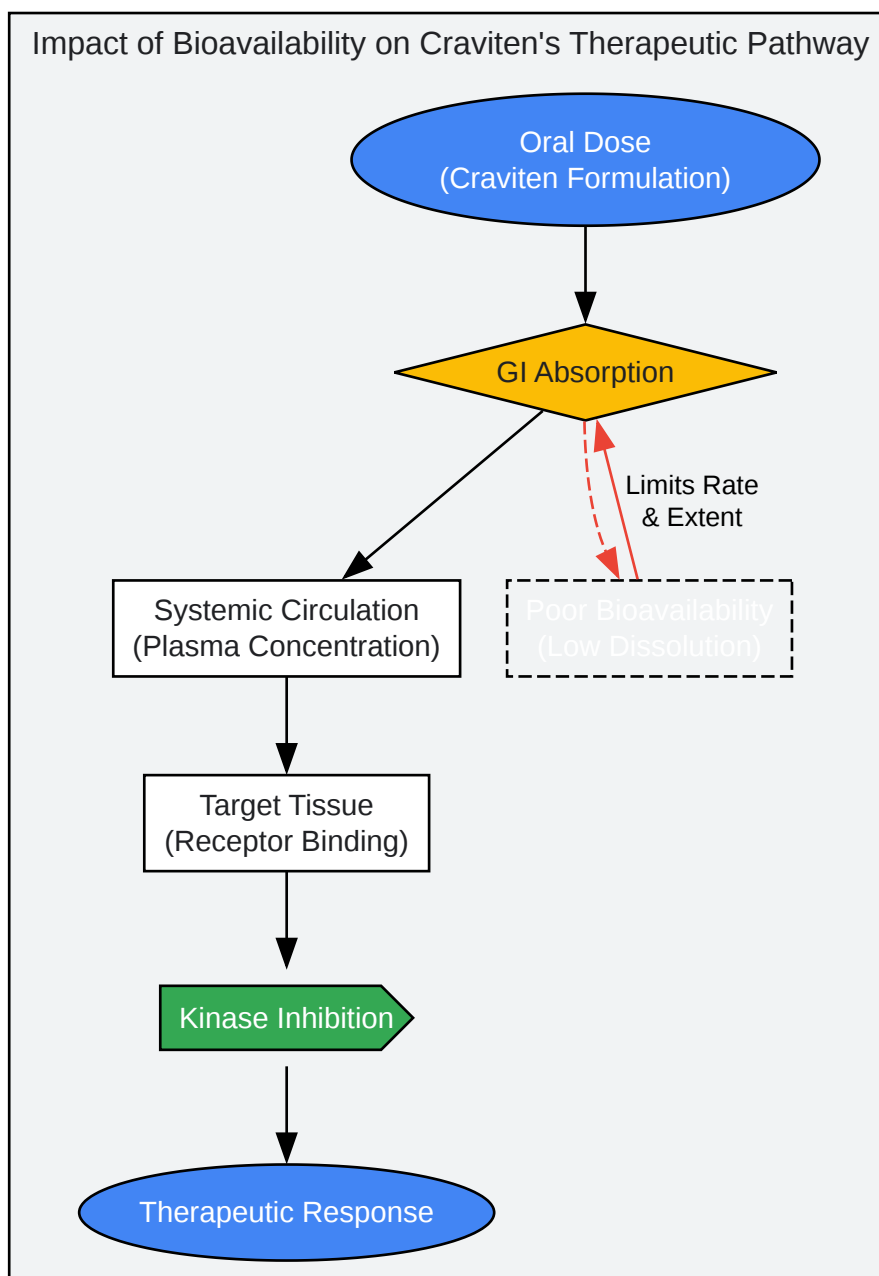 Impact of Bioavailability on Craviten's Therapeutic Pathway
Oral Dose
(Craviten Formulation)
GI Absorption
Limits Rate
& Extent
Systemic Circulation
(Plasma Concentration)
Poor Bioavailability
(Low Dissolution)
Target Tissue
(Receptor Binding)
Kinase Inhibition
Therapeutic Response